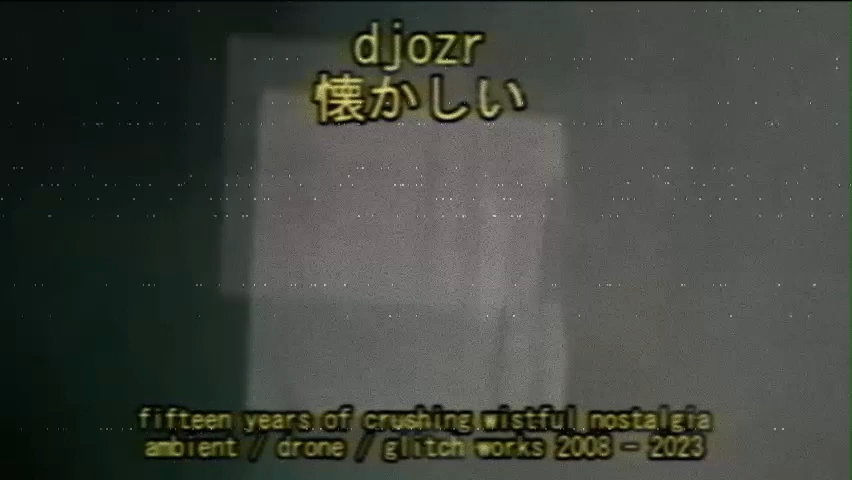 djozr
懐かしい
fifteen years of crushing wistful nostalgia
ambient / drone / glitch works 2008 - 2023